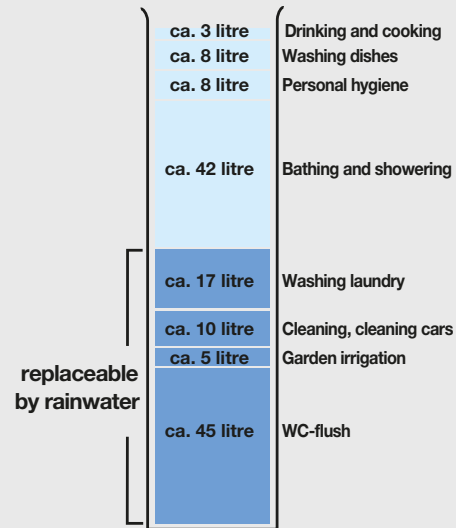 ca. 3 litre Drinking and cooking
ca. 8 litre Washing dishes
ca. 8 litre Personal hygiene
ca. 42 litre Bathing and showering
ca. 17 litre Washing laundry
ca. 10 litre Cleaning, cleaning cars
ca. 5 litre Garden irrigation
replaceable
by rainwater
ca. 45 litre WC-flush